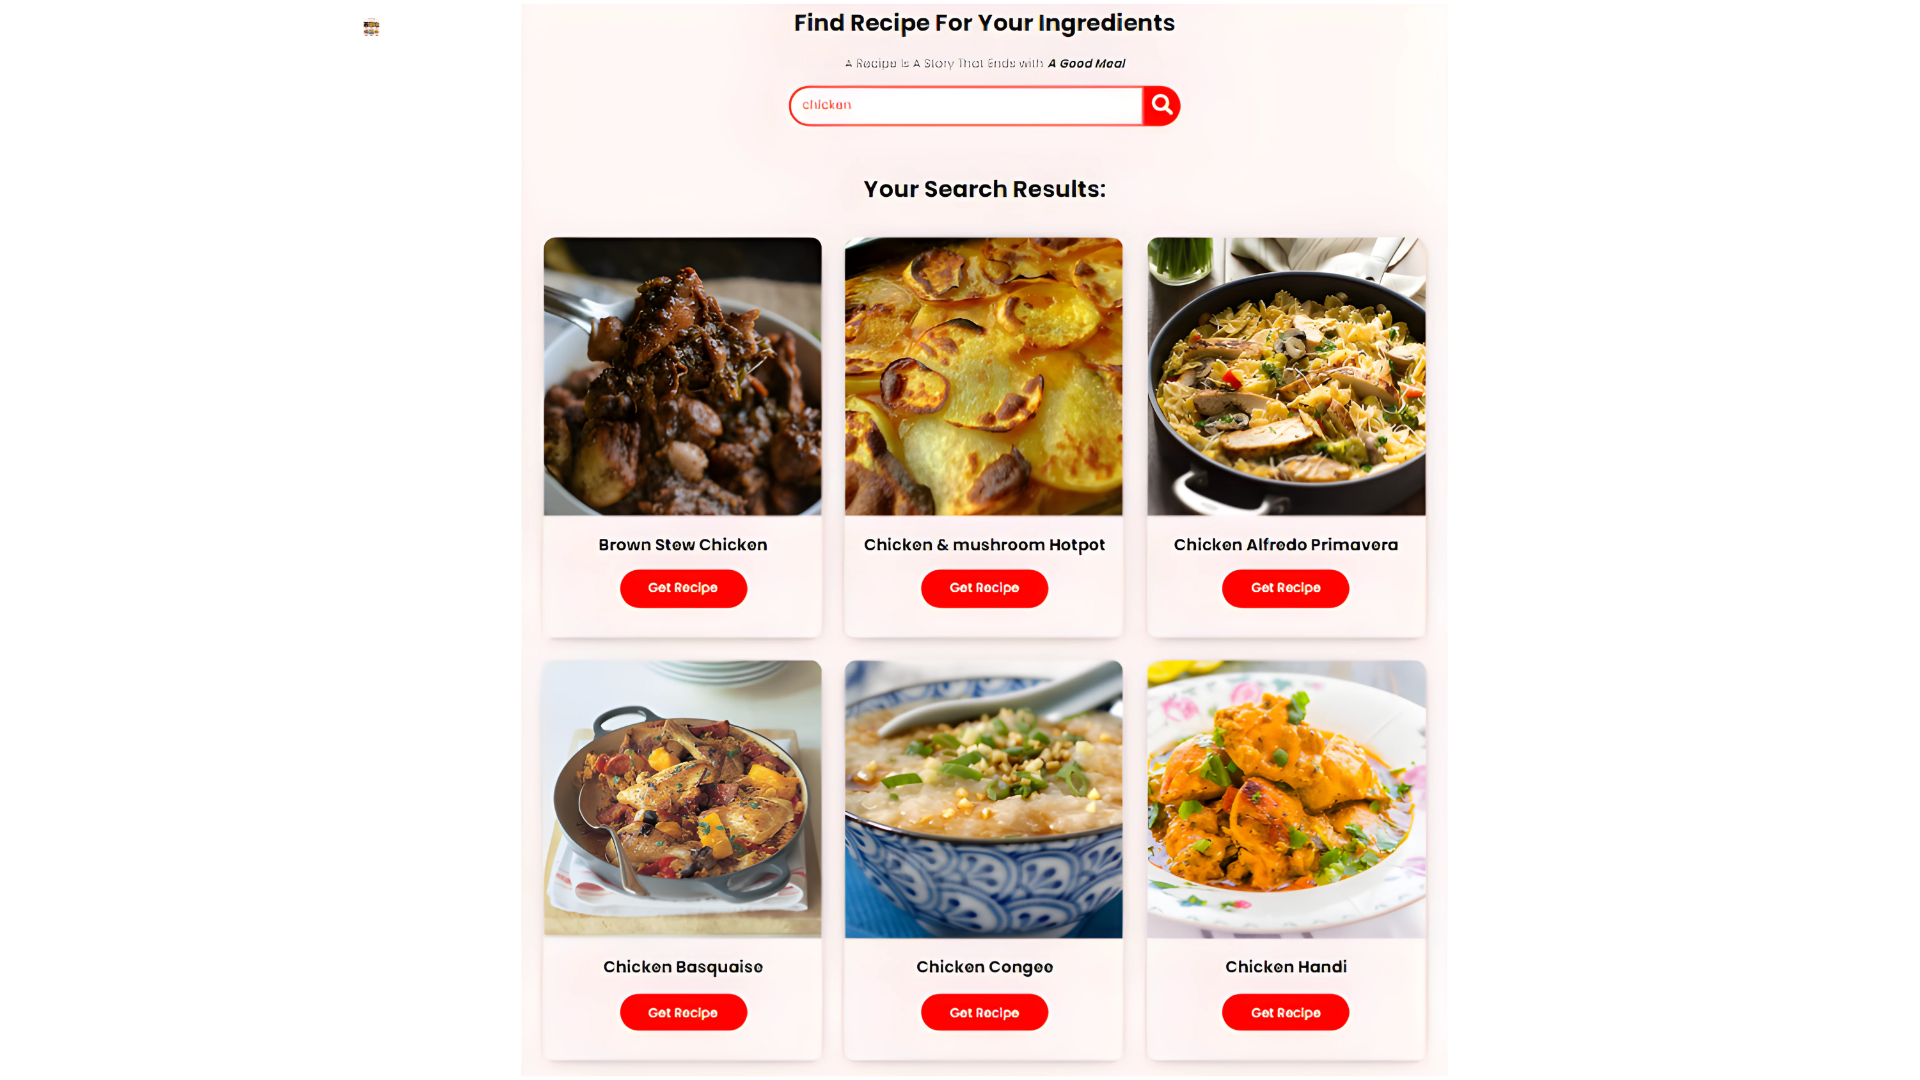 Find Recipe For Your Ingredients
A Recipe Is A Story That Ends with A Good Meal
chicken
Your Search Results:
Brown Stew Chicken
Get Recipe
Chicken & mushroom Hotpot
Get Recipe
Chicken Alfredo Primavera
Get Recipe
Chicken Basquaise
Get Recipe
Chicken Congee
Get Recipe
Chicken Handi
Get Recipe